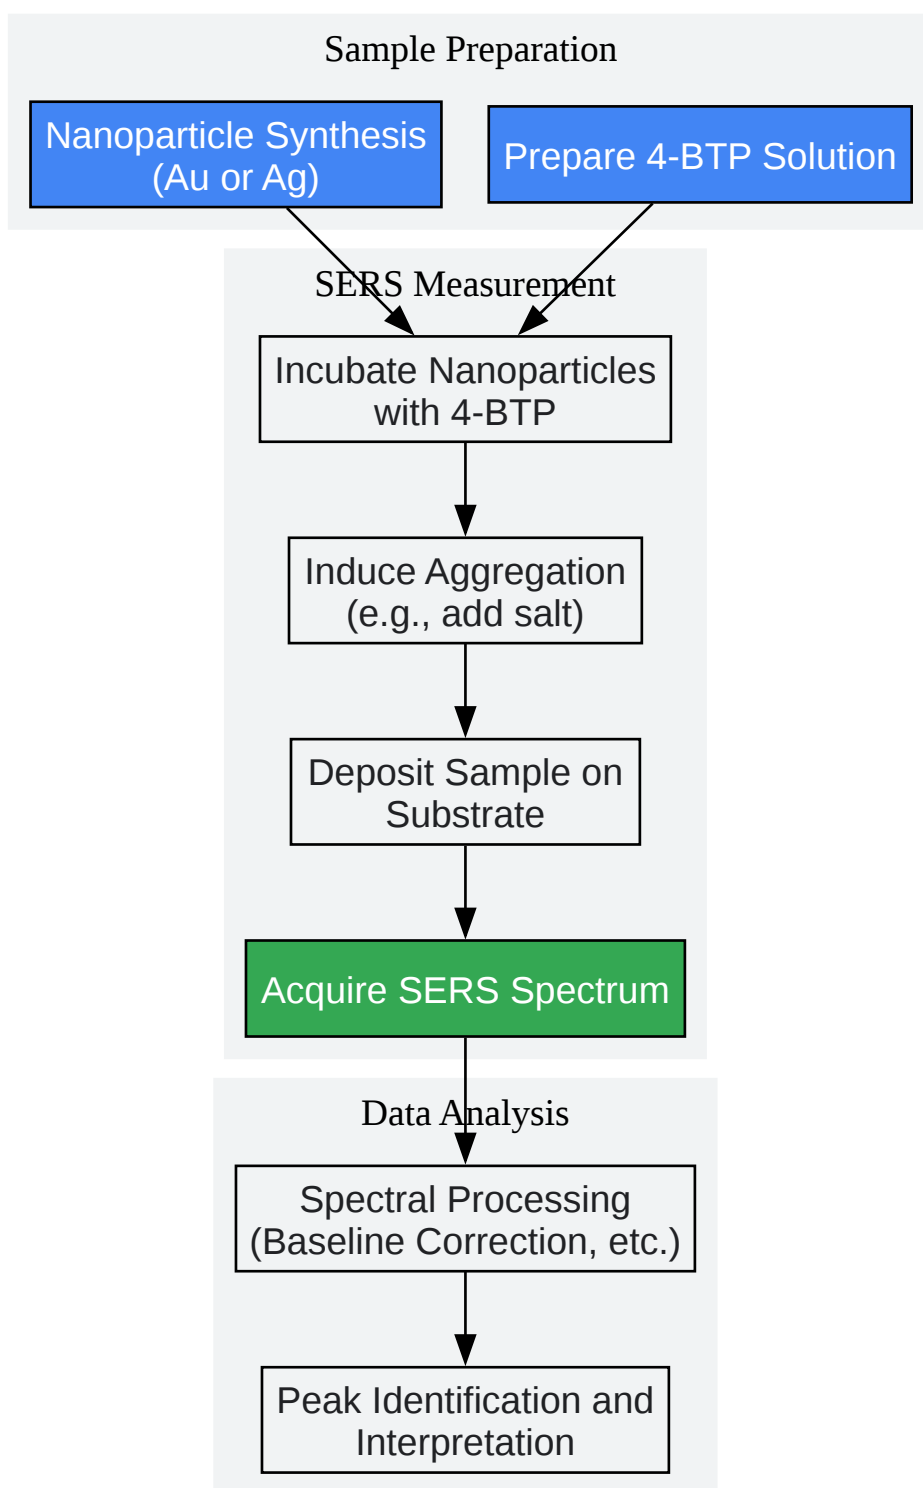 Sample Preparation
Nanoparticle Synthesis
(Au or Ag)
Prepare 4-BTP Solution
SERS Measurement
Incubate Nanoparticles
with 4-BTP
Induce Aggregation
(e.g., add salt)
Deposit Sample on
Substrate
Acquire SERS Spectrum
Data Analysis
Spectral Processing
(Baseline Correction, etc.)
Peak Identification and
Interpretation